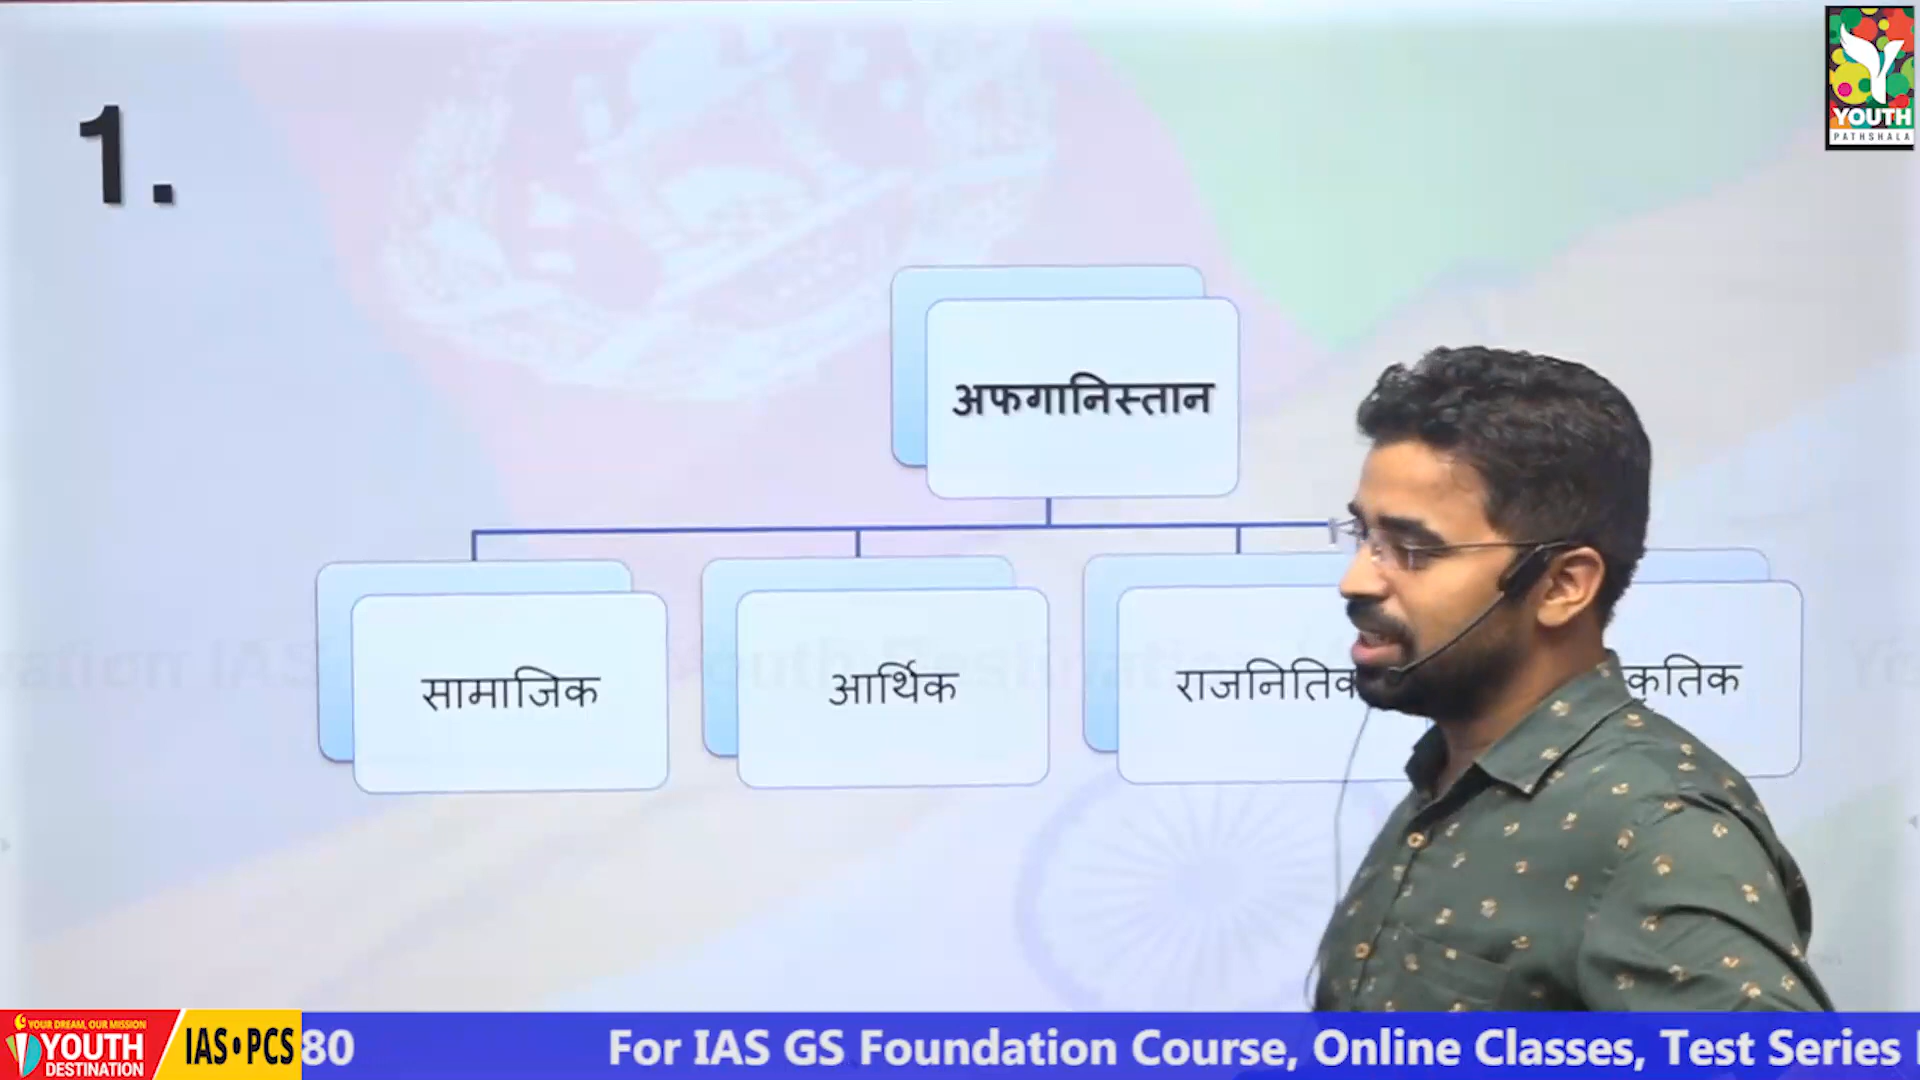 1.
YOUTH
PATHSHALA
अफगानिस्तान
सामाजिक
आर्थिक
राजनितिक
YOUR DREAM, OUR MISSION
YOUTH
DESTINATION
IAS•PCS
80
For IAS GS Foundation Course, Online Classes, Test Series